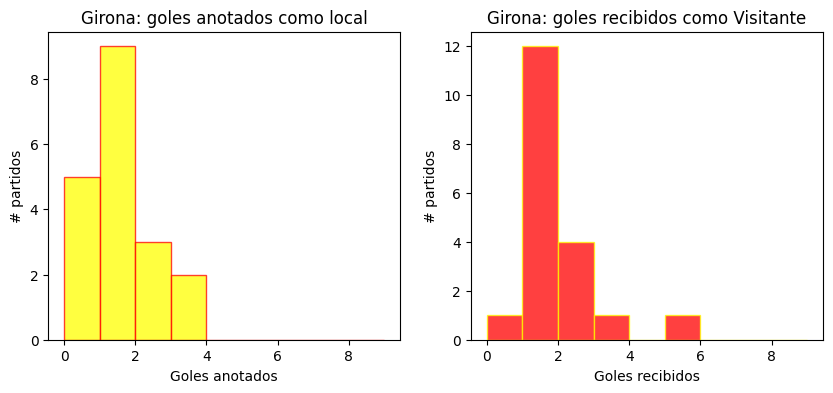 Girona: goles anotados como local
8
6
4
2
0
0 2 4 6 8
# partidos
Goles anotados
Girona: goles recibidos como Visitante
12
10
8
6
4
2
0
0 2 4 6 8
# partidos
Goles recibidos